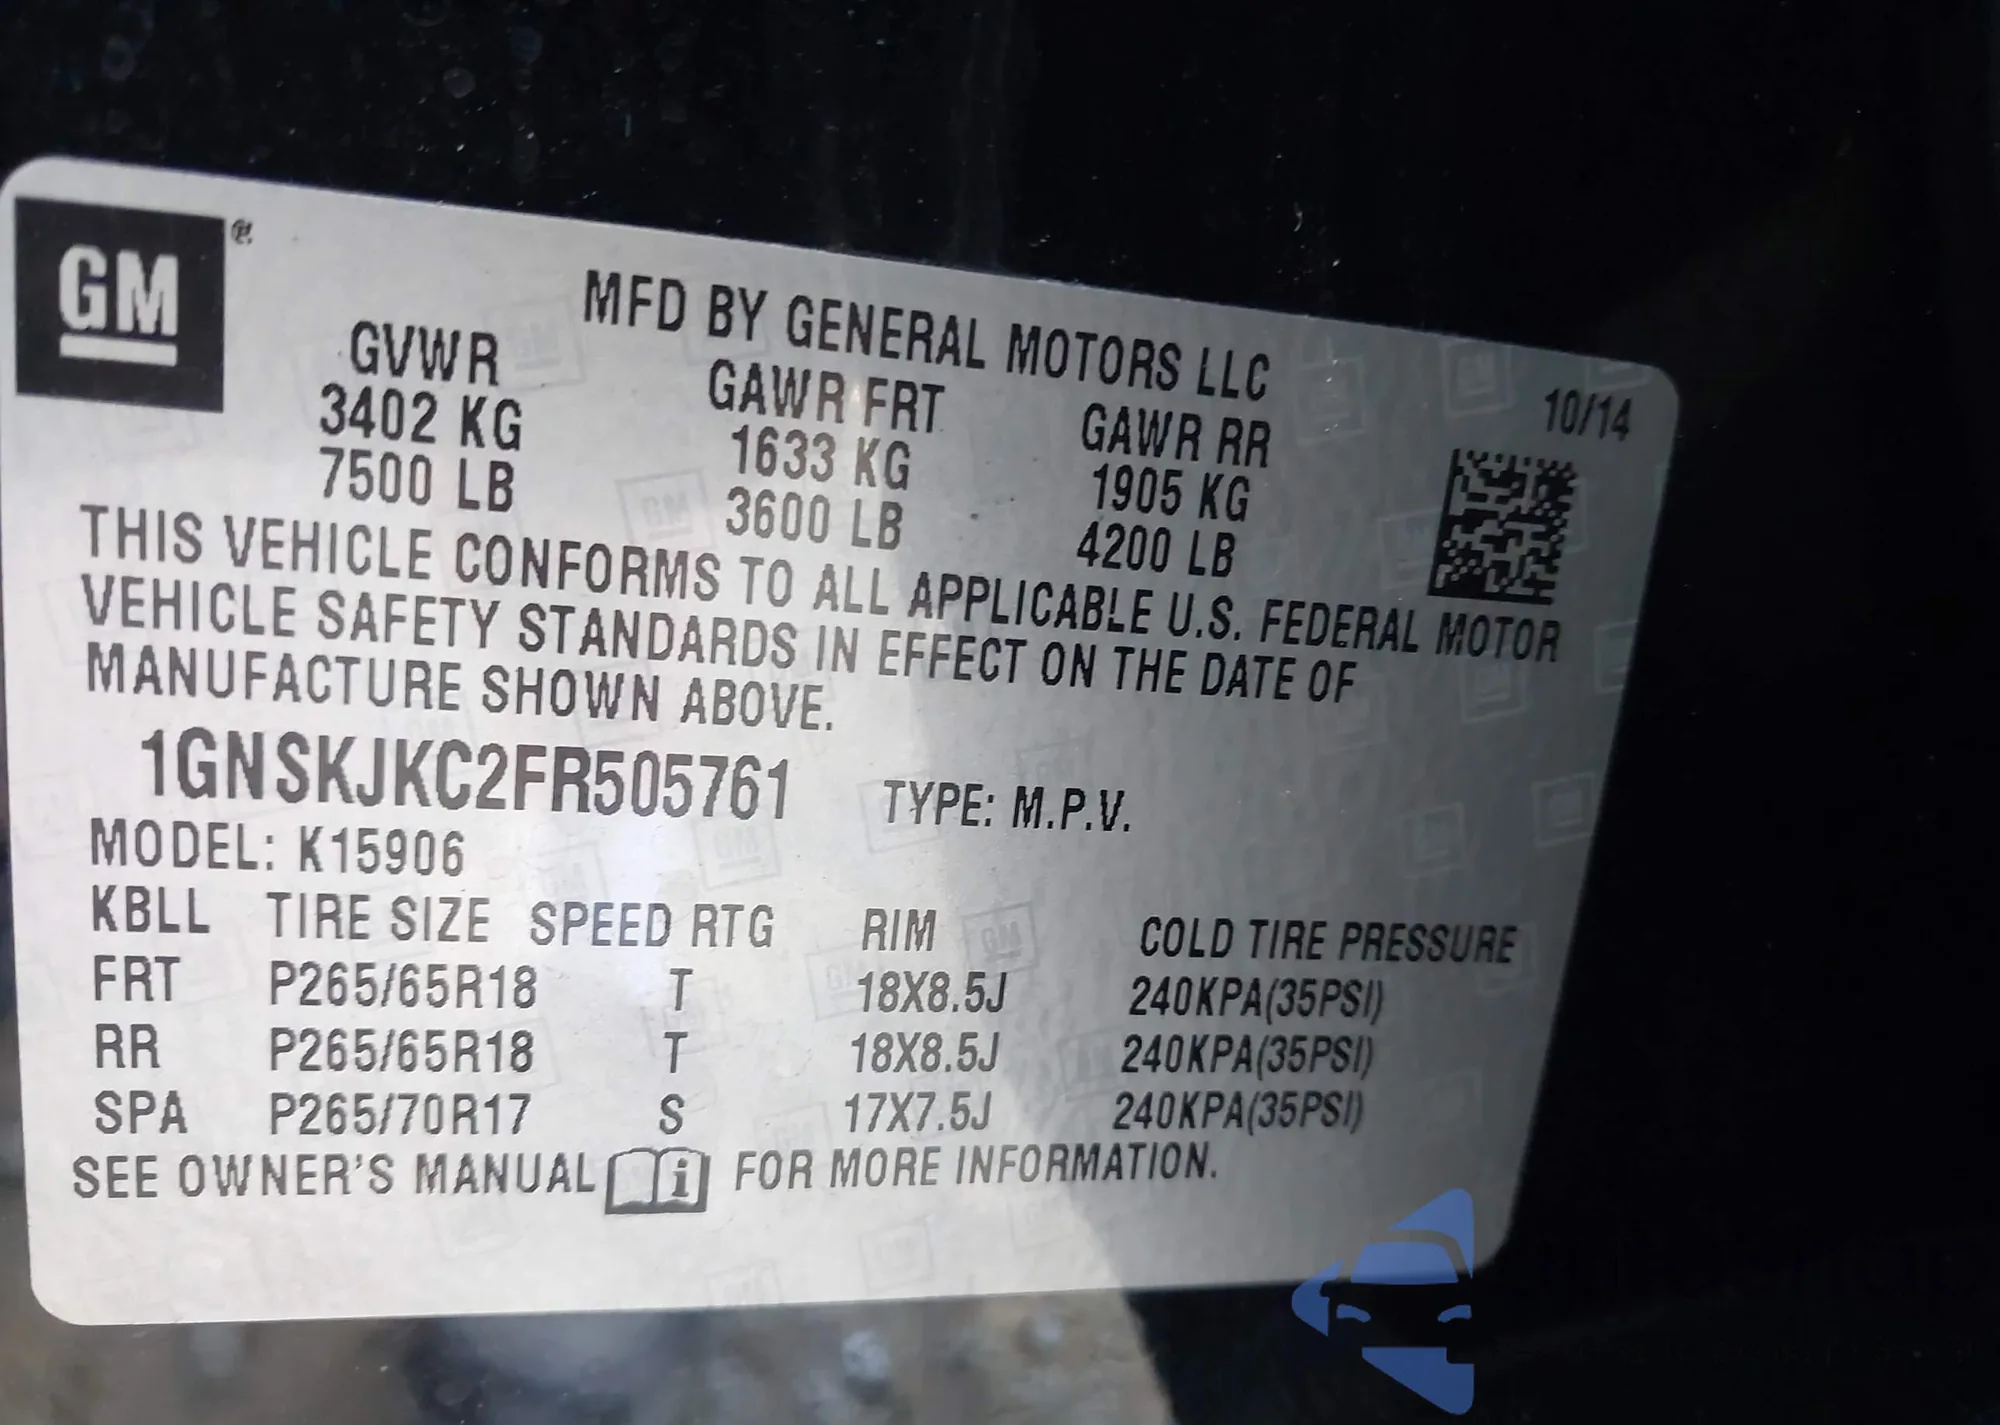 GM®
MFD BY GENERAL MOTORS LLC
10/14
GVWR GAWR FRT GAWR RR
3402 KG 1633 KG 1905 KG
7500 LB 3600 LB 4200 LB
THIS VEHICLE CONFORMS TO ALL APPLICABLE U.S. FEDERAL MOTOR
VEHICLE SAFETY STANDARDS IN EFFECT ON THE DATE OF
MANUFACTURE SHOWN ABOVE.
1GNSKJKC2FR505761 TYPE: M.P.V.
MODEL: K15906
KBLL TIRE SIZE SPEED RTG RIM COLD TIRE PRESSURE
FRT P265/65R18 T 18X8.5J 240KPA(35PSI)
RR P265/65R18 T 18X8.5J 240KPA(35PSI)
SPA P265/70R17 S 17X7.5J 240KPA(35PSI)
SEE OWNER'S MANUAL i FOR MORE INFORMATION.